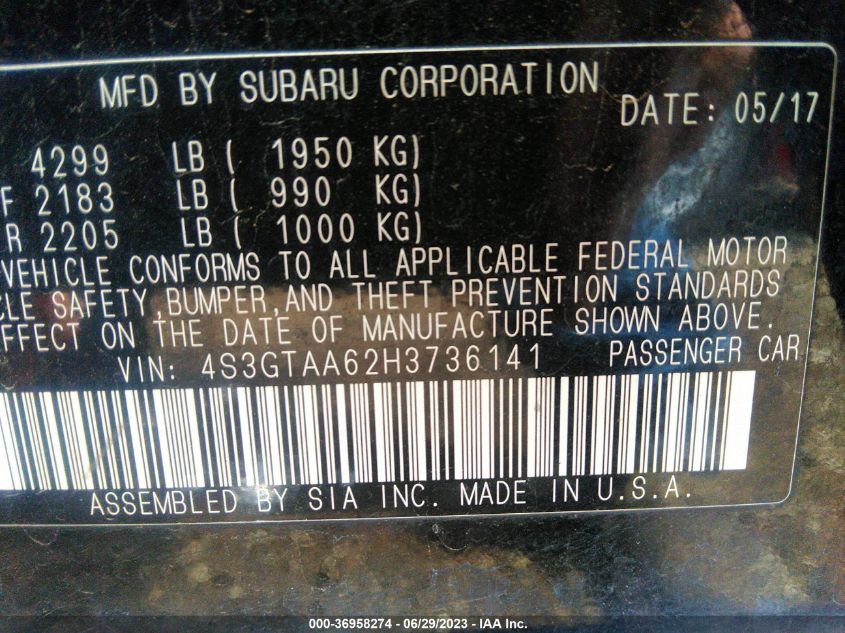 MFD BY SUBARU CORPORATION
DATE: 05/17
4299 LB ( 1950 KG)
F 2183 LB ( 990 KG)
R 2205 LB ( 1000 KG)
VEHICLE CONFORMS TO ALL APPLICABLE FEDERAL MOTOR
CLE SAFETY,BUMPER,AND THEFT PREVENTION STANDARDS
EFFECT ON THE DATE OF MANUFACTURE SHOWN ABOVE.
VIN: 4S3GTAA62H3736141 PASSENGER CAR
ASSEMBLED BY SIA INC. MADE IN U.S.A.
000-36958274 - 06/29/2023 - IAA Inc.